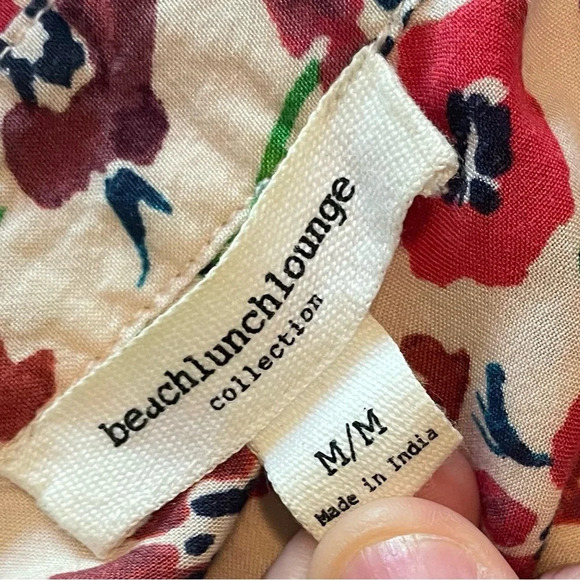 beachlunchlounge
collection
M/M
Made in India